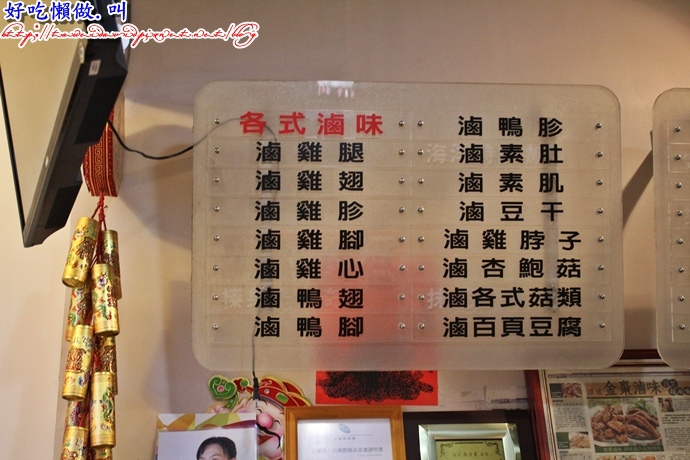 好吃懶做.叫
各式滷味
滷雞腿
滷雞翅
滷雞胗
滷雞腳
滷雞心
滷鴨翅
滷鴨腳
滷鴨胗
滷素肚
滷素肌
滷豆干
滷雞脖子
滷杏鮑菇
滷各式菇類
滷百頁豆腐
金棗滷味